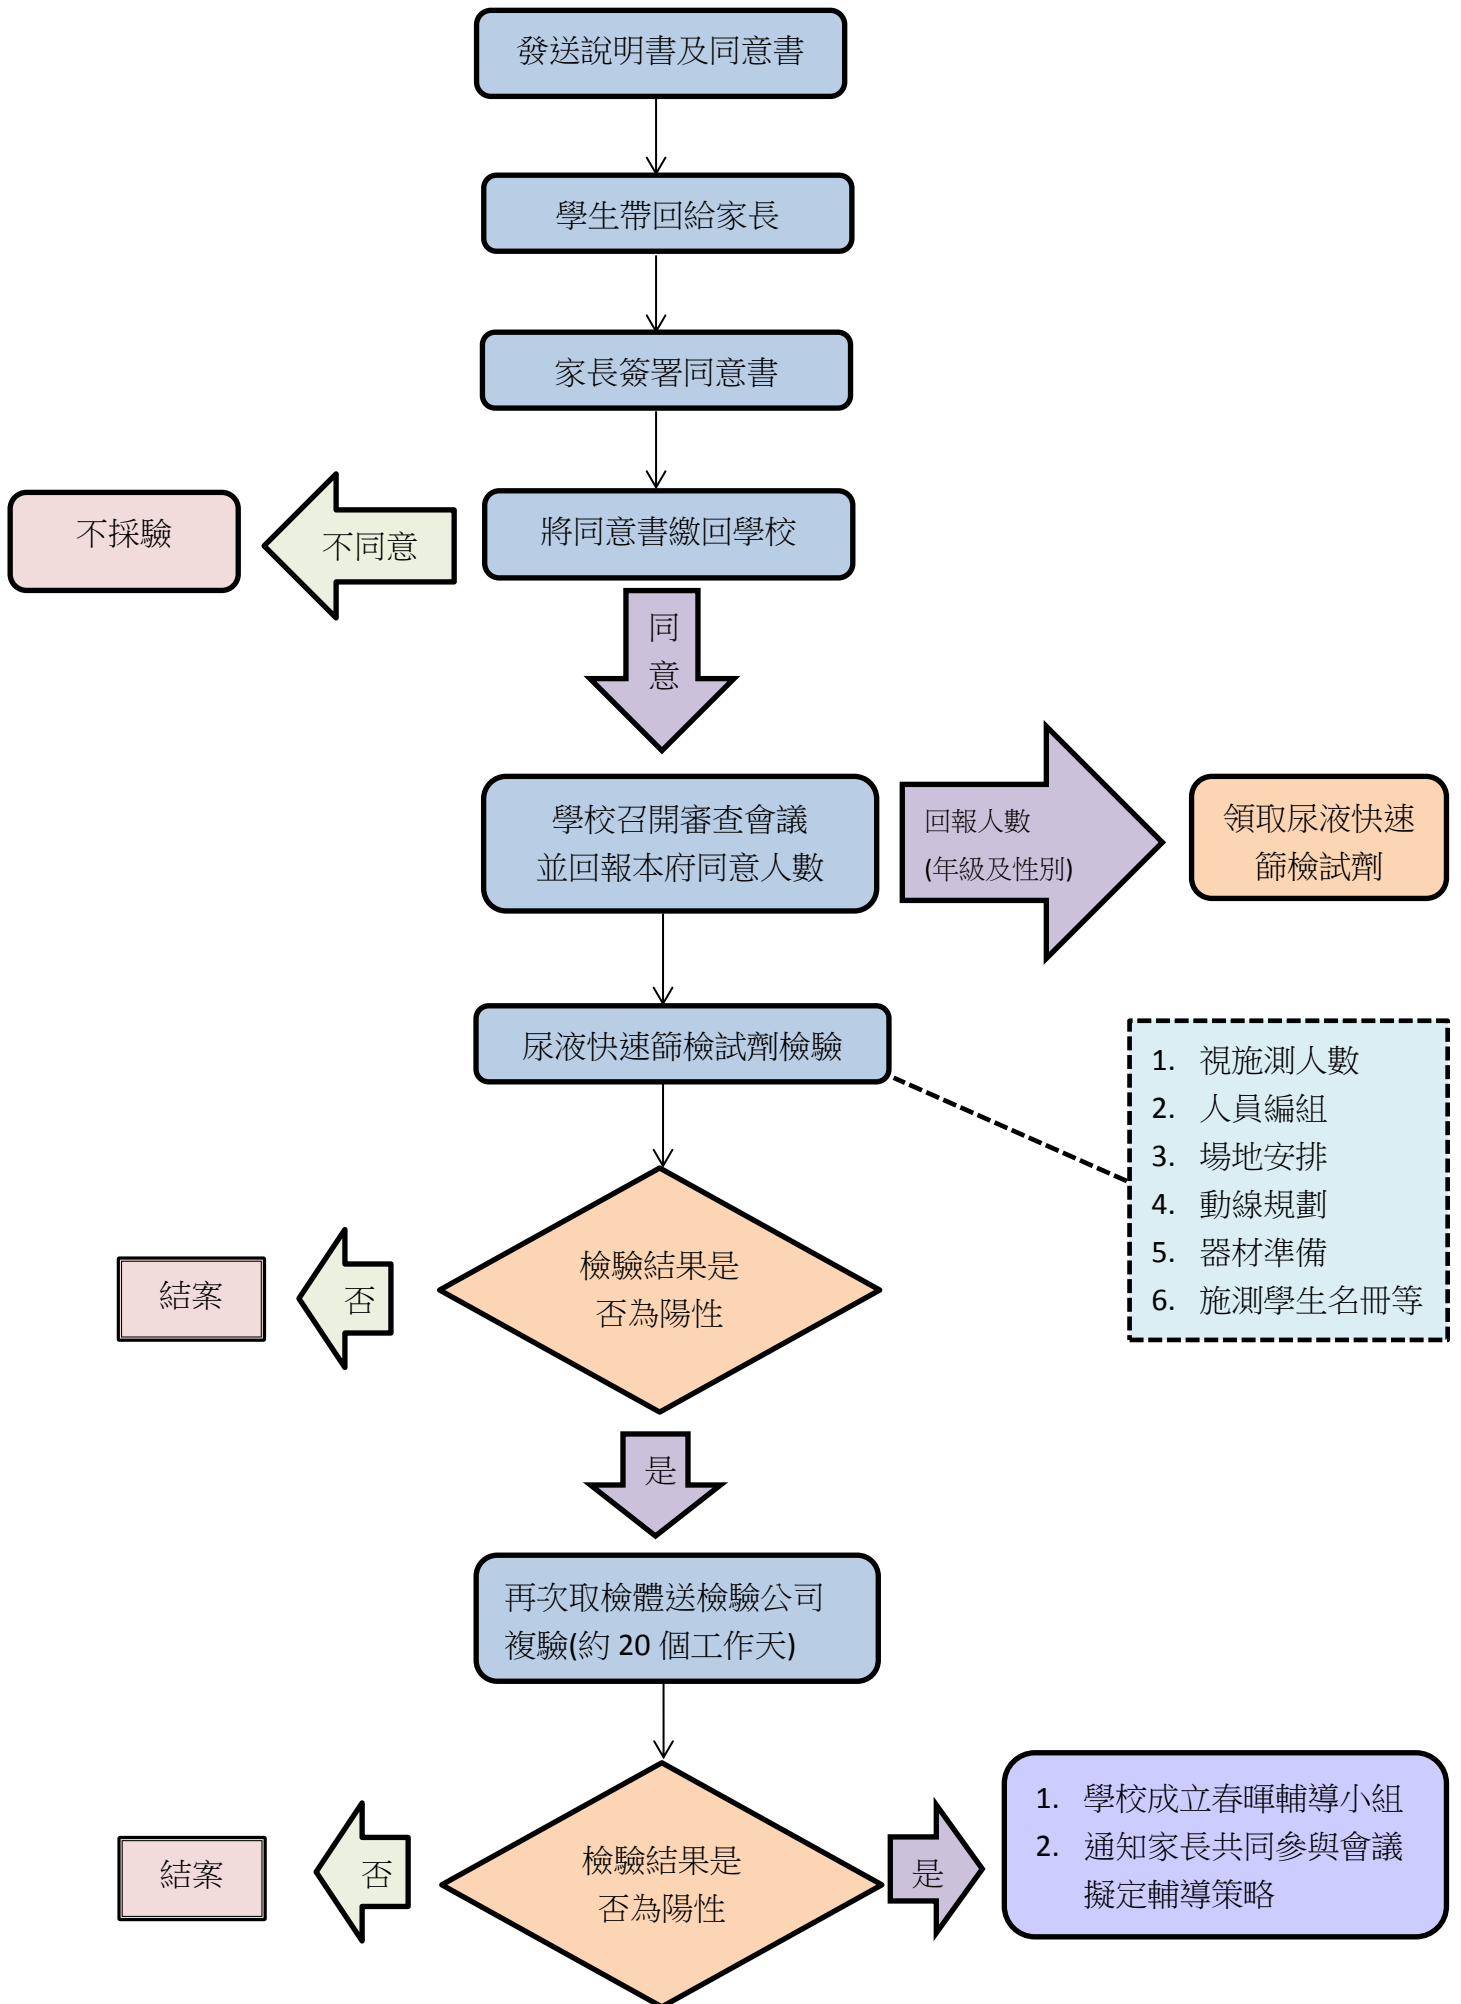 發送說明書及同意書
學生帶回給家長
家長簽署同意書
將同意書繳回學校
不同意
不採驗
同
意
學校召開審查會議
並回報本府同意人數
回報人數
(年級及性別)
領取尿液快速
篩檢試劑
尿液快速篩檢試劑檢驗
1. 視施測人數
2. 人員編組
3. 場地安排
4. 動線規劃
5. 器材準備
6. 施測學生名冊等
檢驗結果是
否為陽性
否
結案
是
再次取檢體送檢驗公司
複驗(約 20 個工作天)
檢驗結果是
否為陽性
否
結案
是
1. 學校成立春暉輔導小組
2. 通知家長共同參與會議
擬定輔導策略